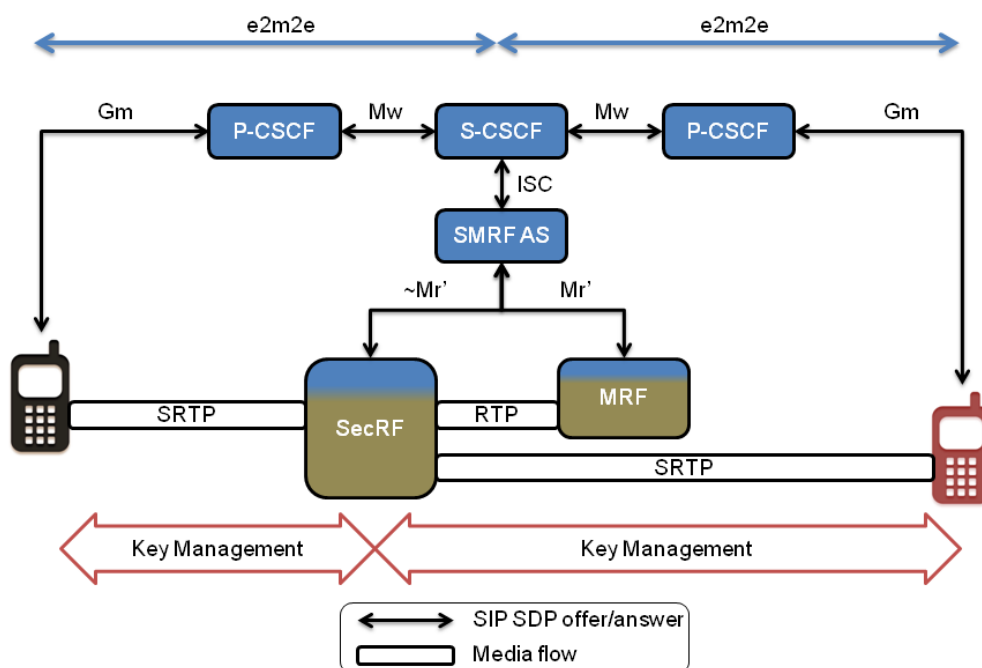 e2m2e e2m2e
Gm Mw Mw Gm
P-CSCF S-CSCF P-CSCF
ISC
SMRF AS
~Mr’ Mr’
MRF
SRTP SecRF RTP
SRTP
Key Management Key Management
SIP SDP offer/answer
Media flow